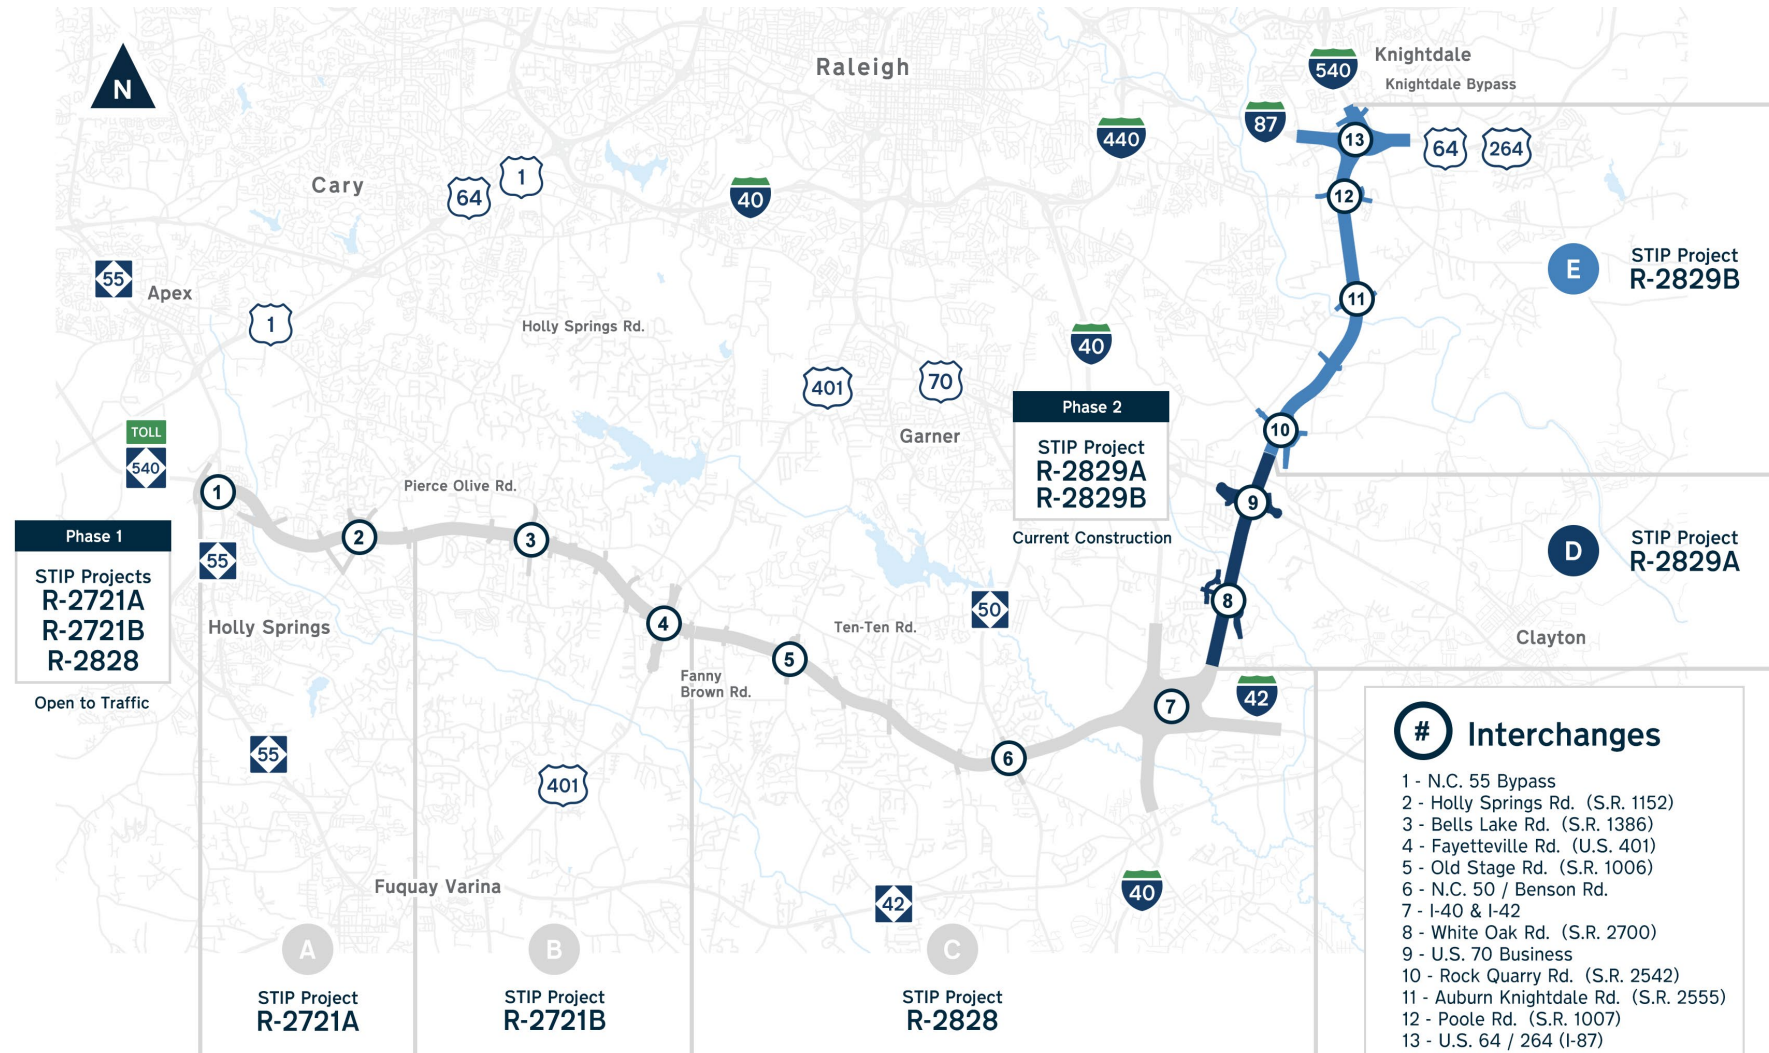 N
Raleigh
540
Knightdale
Knightdale Bypass
87
440
13
64
264
Cary
64
1
40
12
55
Apex
1
Holly Springs Rd.
40
11
E
STIP Project
R-2829B
401
70
Garner
Phase 2
STIP Project
R-2829A
R-2829B
Current Construction
10
TOLL
540
1
Pierce Olive Rd.
2
3
9
Phase 1
STIP Projects
R-2721A
R-2721B
R-2828
Open to Traffic
55
Holly Springs
D
STIP Project
R-2829A
8
4
50
Ten-Ten Rd.
5
Fanny
Brown Rd.
Clayton
7
42
6
55
401
Fuquay Varina
42
40
# Interchanges
1 - N.C. 55 Bypass
2 - Holly Springs Rd. (S.R. 1152)
3 - Bells Lake Rd. (S.R. 1386)
4 - Fayetteville Rd. (U.S. 401)
5 - Old Stage Rd. (S.R. 1006)
6 - N.C. 50 / Benson Rd.
7 - I-40 & I-42
8 - White Oak Rd. (S.R. 2700)
9 - U.S. 70 Business
10 - Rock Quarry Rd. (S.R. 2542)
11 - Auburn Knightdale Rd. (S.R. 2555)
12 - Poole Rd. (S.R. 1007)
13 - U.S. 64 / 264 (I-87)
A
STIP Project
R-2721A
B
STIP Project
R-2721B
C
STIP Project
R-2828